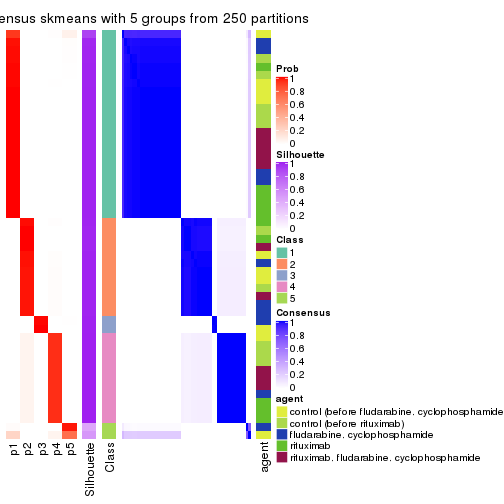 ensus skmeans with 5 groups from 250 partitions
Prob
1
0.8
0.6
0.4
0.2
0
Silhouette
1
0.8
0.6
0.4
0.2
0
Class
1
2
3
4
5
Consensus
1
0.8
0.6
0.4
0.2
0
agent
control (before fludarabine. cyclophosphamide
control (before rituximab)
fludarabine. cyclophosphamide
rituximab
rituximab. fludarabine. cyclophosphamide
p1
p2
p3
p4
p5
Silhouette
Class
agent